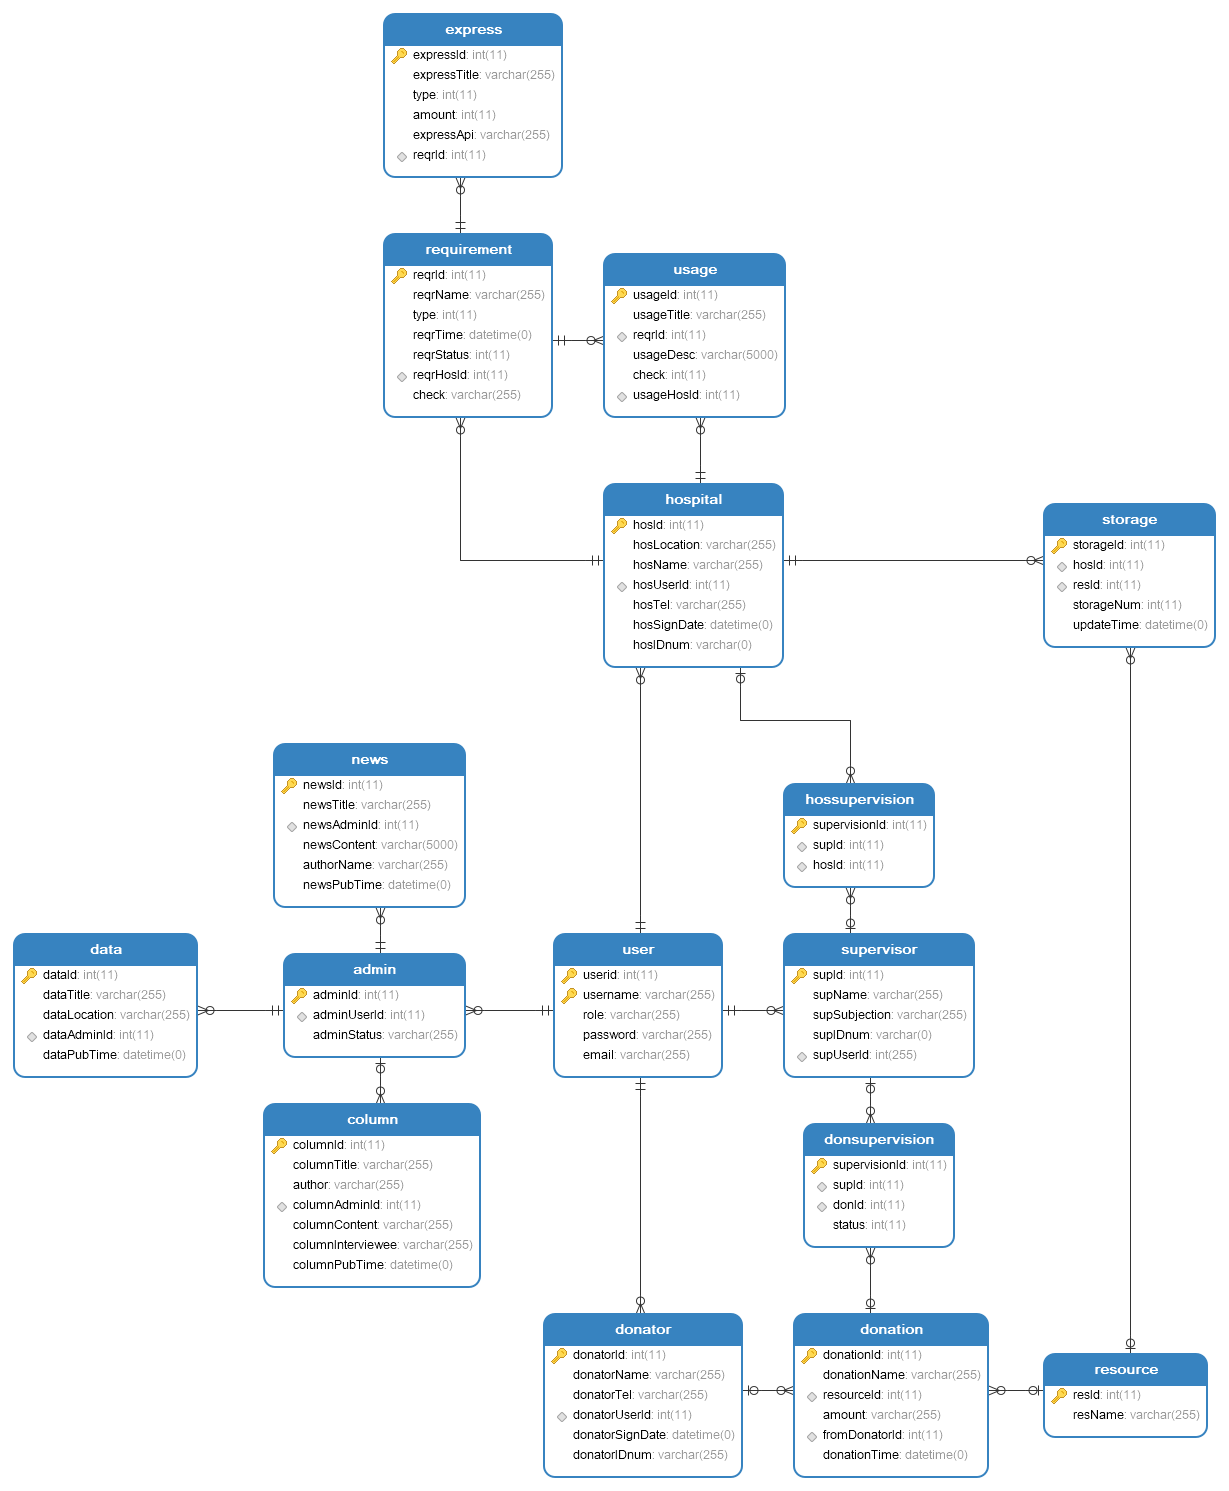 express
expressId: int(11)
expressTitle: varchar(255)
type: int(11)
amount: int(11)
expressApi: varchar(255)
reqrId: int(11)
requirement
reqrId: int(11)
reqrName: varchar(255)
type: int(11)
reqrTime: datetime(0)
reqrStatus: int(11)
reqrHosId: int(11)
check: varchar(255)
usage
usageId: int(11)
usageTitle: varchar(255)
reqrId: int(11)
usageDesc: varchar(5000)
check: int(11)
usageHosId: int(11)
hospital
hosId: int(11)
hosLocation: varchar(255)
hosName: varchar(255)
hosUserId: int(11)
hosTel: varchar(255)
hosSignDate: datetime(0)
hosIDnum: varchar(0)
storage
storageId: int(11)
hosId: int(11)
resId: int(11)
storageNum: int(11)
updateTime: datetime(0)
news
newsId: int(11)
newsTitle: varchar(255)
newsAdminId: int(11)
newsContent: varchar(5000)
authorName: varchar(255)
newsPubTime: datetime(0)
hossupervision
supervisionId: int(11)
supId: int(11)
hosId: int(11)
data
dataId: int(11)
dataTitle: varchar(255)
dataLocation: varchar(255)
dataAdminId: int(11)
dataPubTime: datetime(0)
admin
adminId: int(11)
adminUserId: int(11)
adminStatus: varchar(255)
user
userid: int(11)
username: varchar(255)
role: varchar(255)
password: varchar(255)
email: varchar(255)
supervisor
supId: int(11)
supName: varchar(255)
supSubjection: varchar(255)
supIDnum: varchar(0)
supUserId: int(255)
column
columnId: int(11)
columnTitle: varchar(255)
author: varchar(255)
columnAdminId: int(11)
columnContent: varchar(255)
columnInterviewee: varchar(255)
columnPubTime: datetime(0)
donsupervision
supervisionId: int(11)
supId: int(11)
donId: int(11)
status: int(11)
donator
donatorId: int(11)
donatorName: varchar(255)
donatorTel: varchar(255)
donatorUserId: int(11)
donatorSignDate: datetime(0)
donatorIDnum: varchar(255)
donation
donationId: int(11)
donationName: varchar(255)
resourceId: int(11)
amount: varchar(255)
fromDonatorId: int(11)
donationTime: datetime(0)
resource
resId: int(11)
resName: varchar(255)